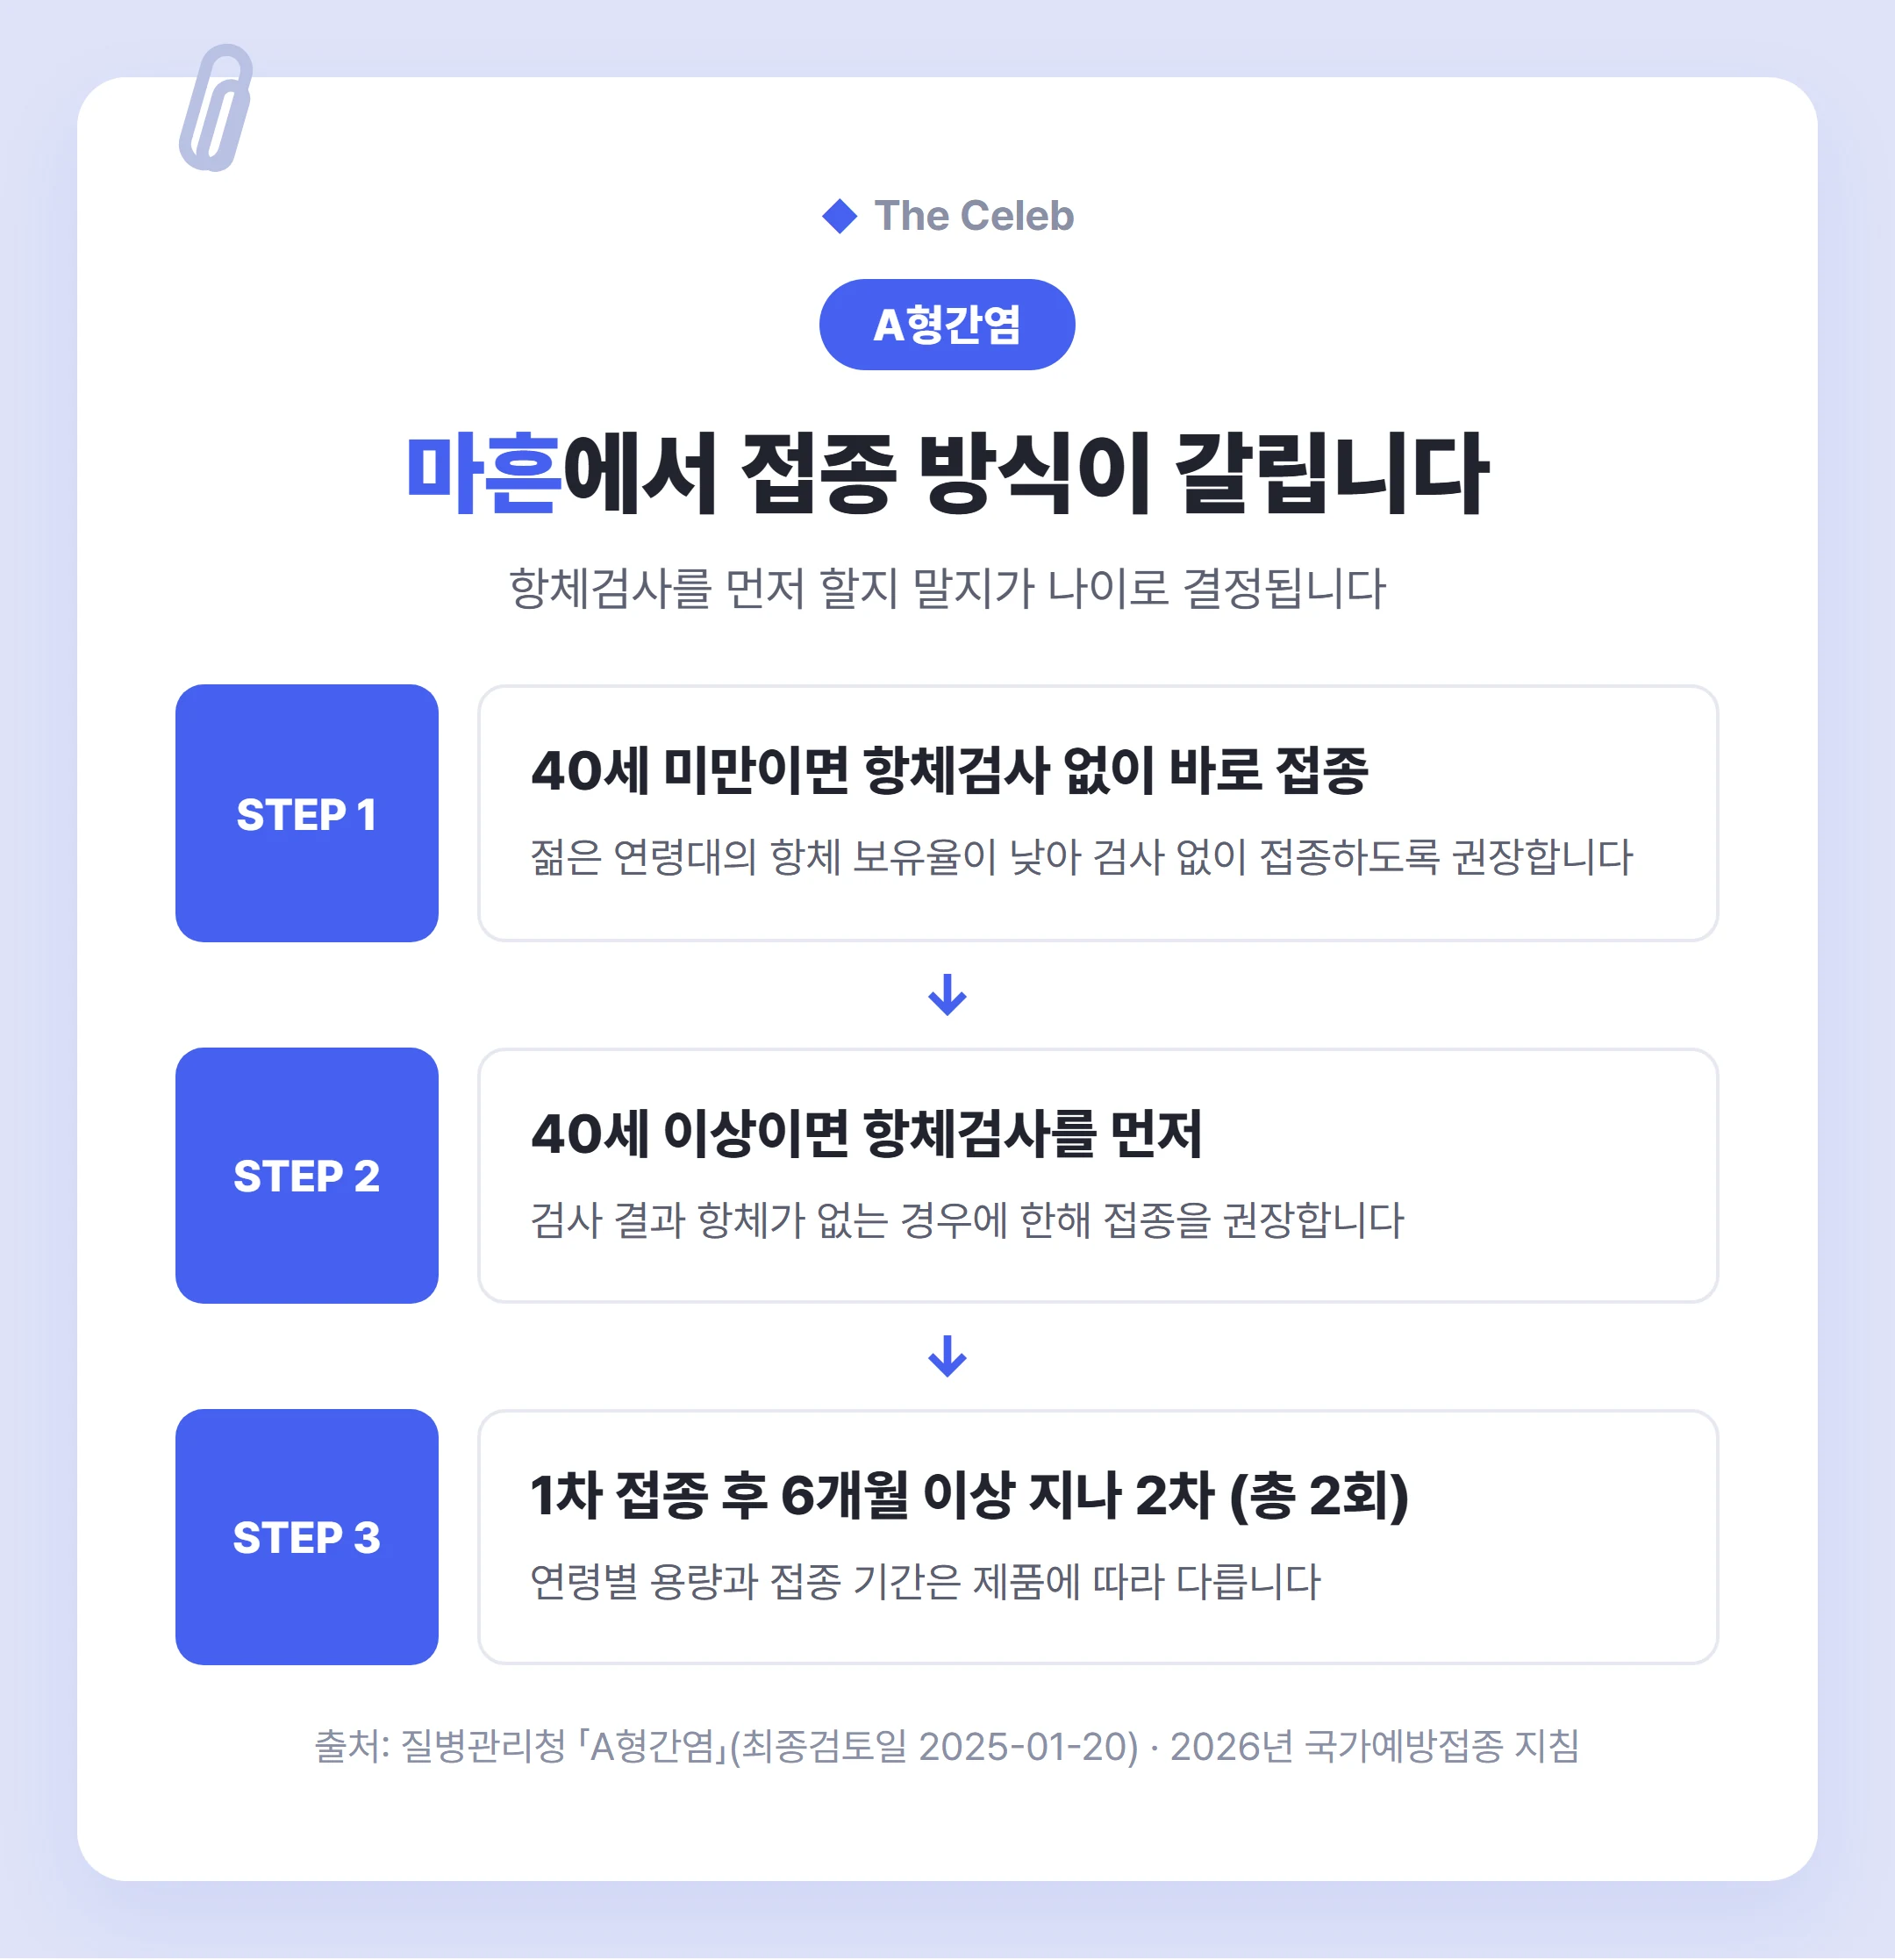 The Celeb
A형간염
마흔에서 접종 방식이 갈립니다
항체검사를 먼저 할지 말지가 나이로 결정됩니다
STEP 1
40세 미만이면 항체검사 없이 바로 접종
젊은 연령대의 항체 보유율이 낮아 검사 없이 접종하도록 권장합니다
STEP 2
40세 이상이면 항체검사를 먼저
검사 결과 항체가 없는 경우에 한해 접종을 권장합니다
STEP 3
1차 접종 후 6개월 이상 지나 2차 (총 2회)
연령별 용량과 접종 기간은 제품에 따라 다릅니다
출처: 질병관리청 「A형간염」(최종검토일 2025-01-20) · 2026년 국가예방접종 지침